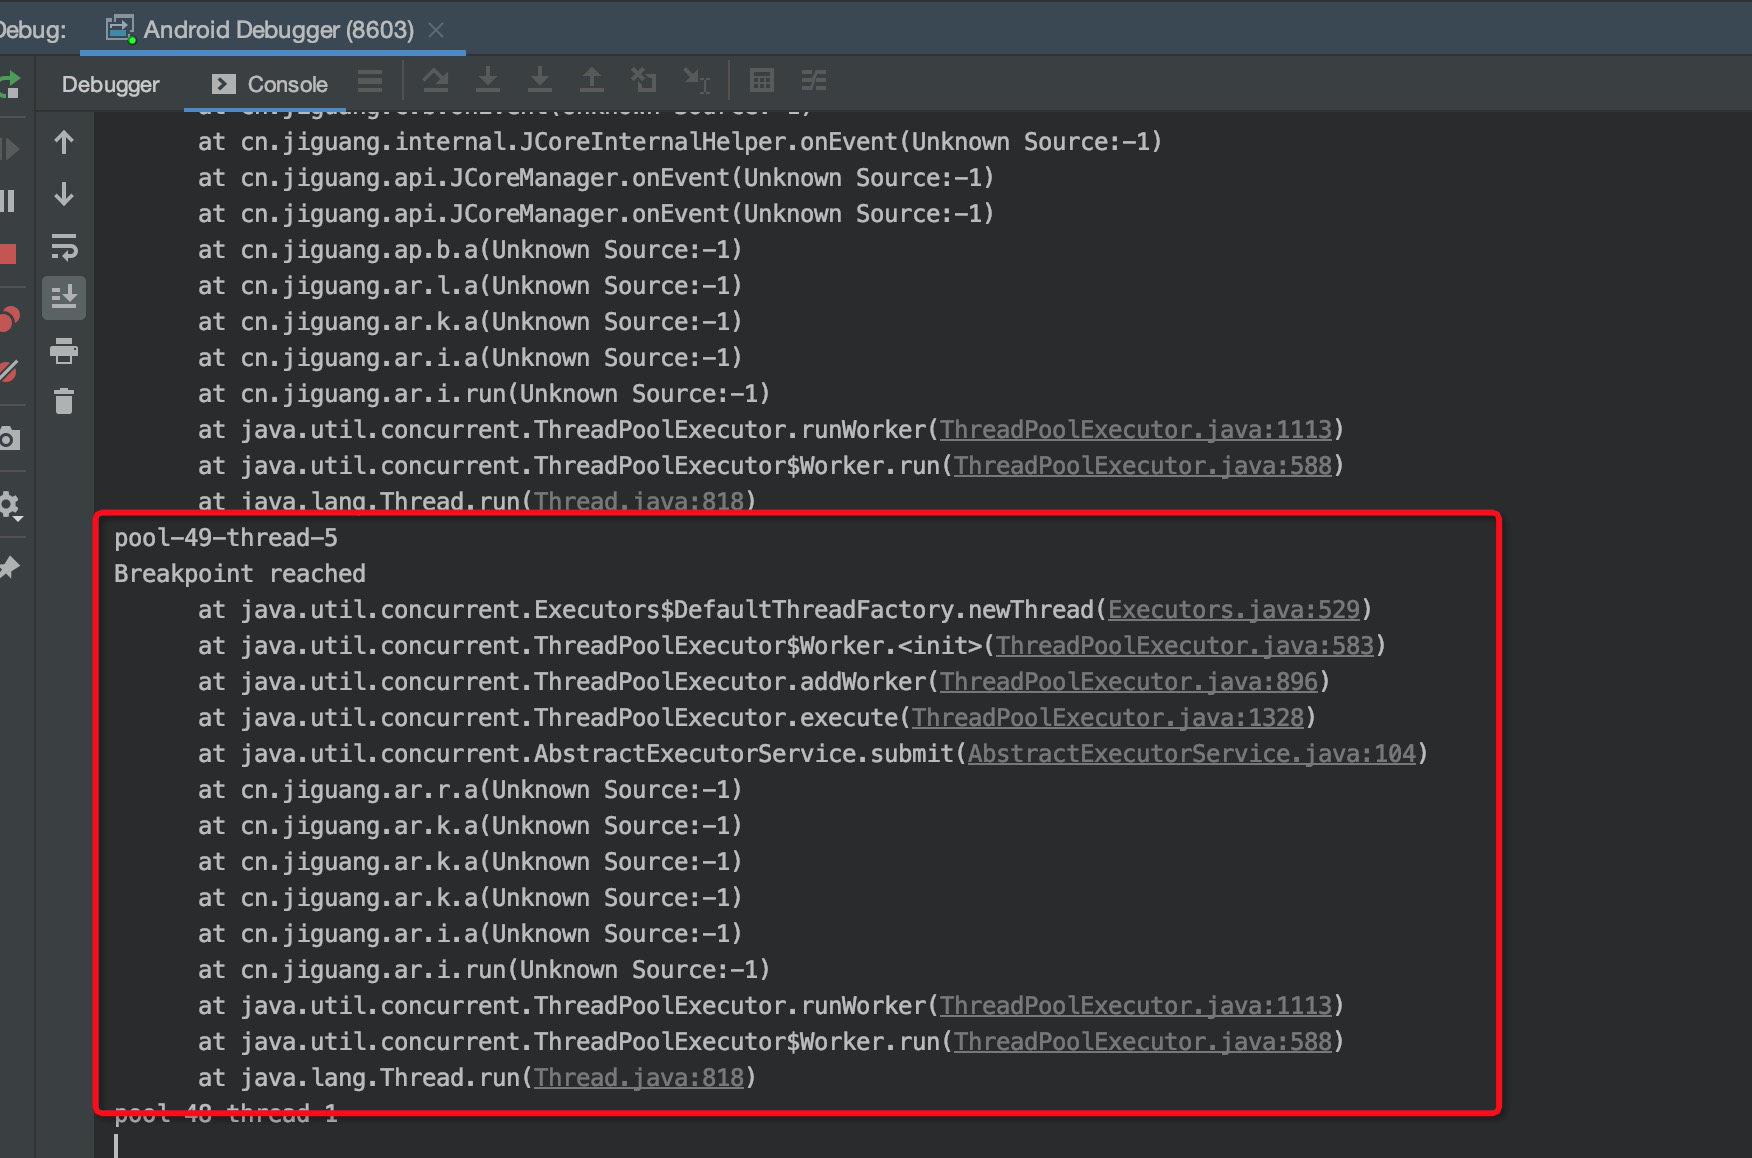 Debug:
Android Debugger (8603)
Debugger
Console
at cn.jiguang.internal.JCoreInternalHelper.onEvent(Unknown Source:-1)
at cn.jiguang.api.JCoreManager.onEvent(Unknown Source:-1)
at cn.jiguang.api.JCoreManager.onEvent(Unknown Source:-1)
at cn.jiguang.ap.b.a(Unknown Source:-1)
at cn.jiguang.ar.l.a(Unknown Source:-1)
at cn.jiguang.ar.k.a(Unknown Source:-1)
at cn.jiguang.ar.i.a(Unknown Source:-1)
at cn.jiguang.ar.i.run(Unknown Source:-1)
at java.util.concurrent.ThreadPoolExecutor.runWorker(ThreadPoolExecutor.java:1113)
at java.util.concurrent.ThreadPoolExecutor$Worker.run(ThreadPoolExecutor.java:588)
at java.lang.Thread.run(Thread.java:818)
pool-49-thread-5
Breakpoint reached
at java.util.concurrent.Executors$DefaultThreadFactory.newThread(Executors.java:529)
at java.util.concurrent.ThreadPoolExecutor$Worker.<init>(ThreadPoolExecutor.java:583)
at java.util.concurrent.ThreadPoolExecutor.addWorker(ThreadPoolExecutor.java:896)
at java.util.concurrent.ThreadPoolExecutor.execute(ThreadPoolExecutor.java:1328)
at java.util.concurrent.AbstractExecutorService.submit(AbstractExecutorService.java:104)
at cn.jiguang.ar.r.a(Unknown Source:-1)
at cn.jiguang.ar.k.a(Unknown Source:-1)
at cn.jiguang.ar.k.a(Unknown Source:-1)
at cn.jiguang.ar.k.a(Unknown Source:-1)
at cn.jiguang.ar.i.a(Unknown Source:-1)
at cn.jiguang.ar.i.run(Unknown Source:-1)
at java.util.concurrent.ThreadPoolExecutor.runWorker(ThreadPoolExecutor.java:1113)
at java.util.concurrent.ThreadPoolExecutor$Worker.run(ThreadPoolExecutor.java:588)
at java.lang.Thread.run(Thread.java:818)
pool-48-thread-1